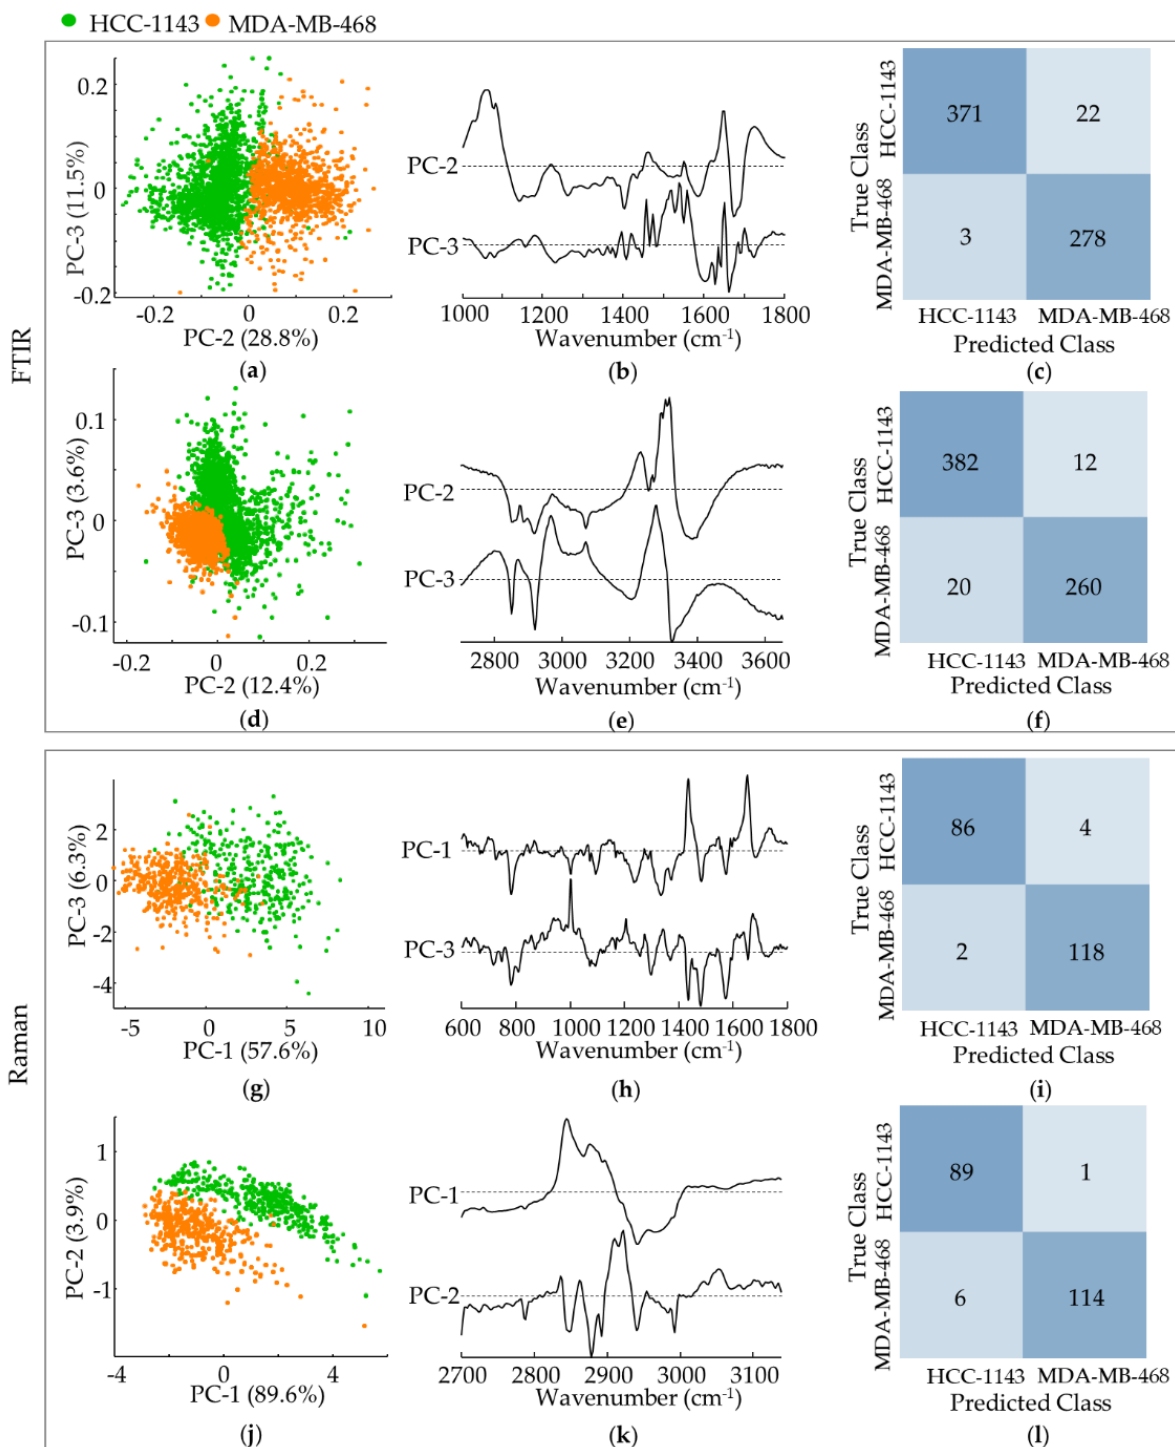 HCC-1143 MDA-MB-468
FTIR
0.2
0
-0.2
PC-3 (11.5%)
-0.2 0 0.2
PC-2 (28.8%)
(a)
PC-2
PC-3
1000 1200 1400 1600 1800
Wavenumber (cm⁻¹)
(b)
True Class
HCC-1143
MDA-MB-468
371 22
3 278
HCC-1143 MDA-MB-468
Predicted Class
(c)
0.1
0
-0.1
PC-3 (3.6%)
-0.2 0 0.2
PC-2 (12.4%)
(d)
PC-2
PC-3
2800 3000 3200 3400 3600
Wavenumber (cm⁻¹)
(e)
True Class
HCC-1143
MDA-MB-468
382 12
20 260
HCC-1143 MDA-MB-468
Predicted Class
(f)
Raman
2
0
-2
-4
PC-3 (6.3%)
-5 0 5 10
PC-1 (57.6%)
(g)
PC-1
PC-3
600 1000 1200 1400 1600 1800
Wavenumber (cm⁻¹)
(h)
True Class
HCC-1143
MDA-MB-468
86 4
2 118
HCC-1143 MDA-MB-468
Predicted Class
(i)
1
0
-1
PC-2 (3.9%)
-4 0 4
PC-1 (89.6%)
(j)
PC-1
PC-2
2700 2800 2900 3000 3100
Wavenumber (cm⁻¹)
(k)
True Class
HCC-1143
MDA-MB-468
89 1
6 114
HCC-1143 MDA-MB-468
Predicted Class
(l)